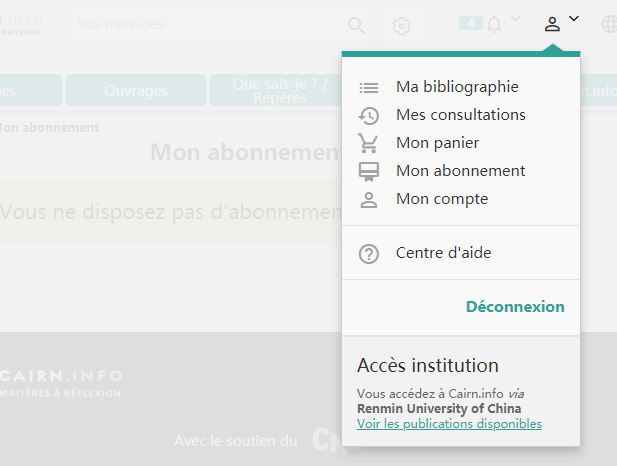 .INFO
RÉFLEXION
Vos mots-clés
4
Ouvrages
Que sais-je ? /
Repères
n.info
Mon abonnement
Mon abonnement
Vous ne disposez pas d'abonnemen
Ma bibliographie
Mes consultations
Mon panier
Mon abonnement
Mon compte
Centre d'aide
Déconnexion
Accès institution
Vous accédez à Cairn.info via
Renmin University of China
Voir les publications disponibles
CAIRN.INFO
MATIÈRES À RÉFLEXION
Avec le soutien du